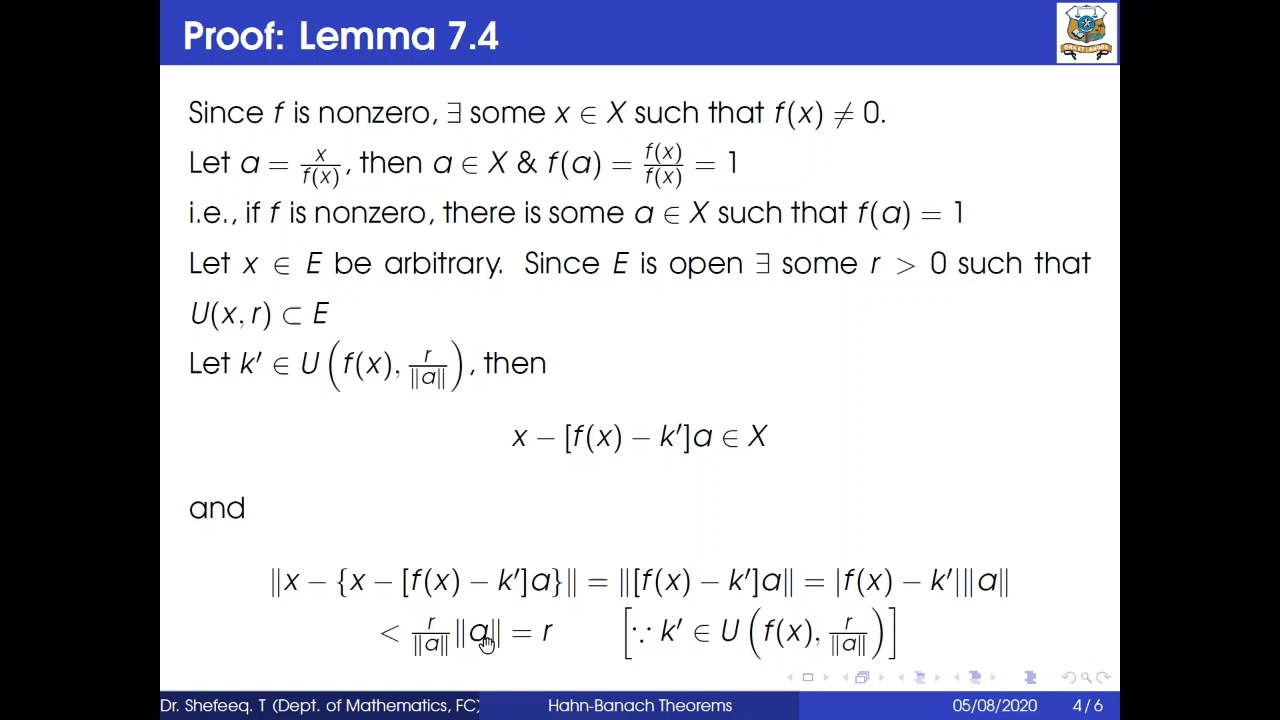 Proof: Lemma 7.4
Since f is nonzero, ∃ some x ∈ X such that f(x) ≠ 0.
Let a = x/f(x), then a ∈ X & f(a) = f(x)/f(x) = 1
i.e., if f is nonzero, there is some a ∈ X such that f(a) = 1
Let x ∈ E be arbitrary. Since E is open ∃ some r > 0 such that
U(x, r) ⊂ E
Let k′ ∈ U(f(x), r/‖a‖), then
x − [f(x) − k′]a ∈ X
and
‖x − {x − [f(x) − k′]a}‖ = ‖[f(x) − k′]a‖ = |f(x) − k′|‖a‖
< r/‖a‖ ‖a‖ = r [∵ k′ ∈ U(f(x), r/‖a‖)]
Dr. Shefeeq. T (Dept. of Mathematics, FC) Hahn-Banach Theorems 05/08/2020 4/6